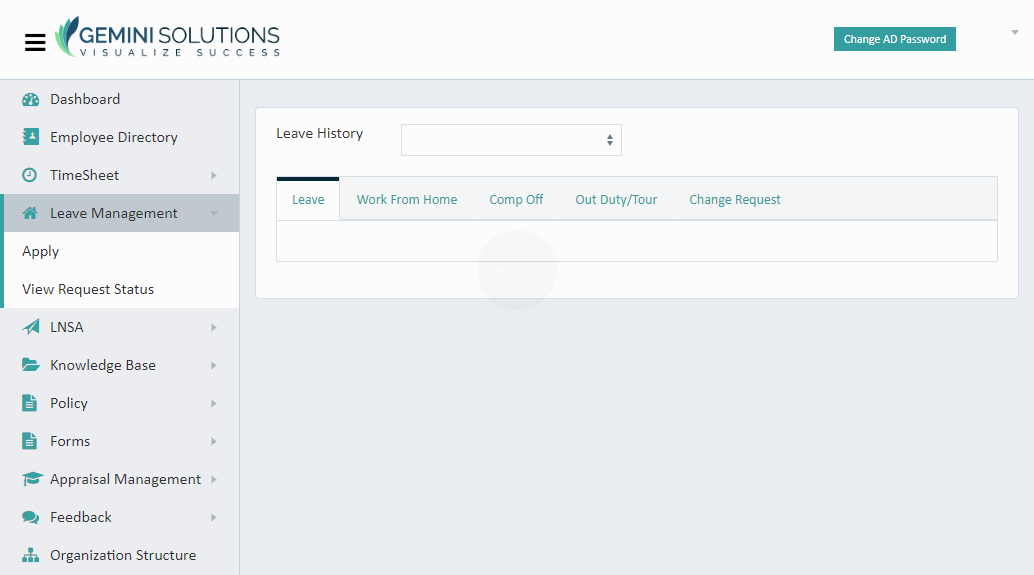 GEMINI SOLUTIONS
VISUALIZE SUCCESS
Change AD Password
Dashboard
Employee Directory
TimeSheet
Leave Management
Apply
View Request Status
LNSA
Knowledge Base
Policy
Forms
Appraisal Management
Feedback
Organization Structure
Leave History
Leave Work From Home Comp Off Out Duty/Tour Change Request